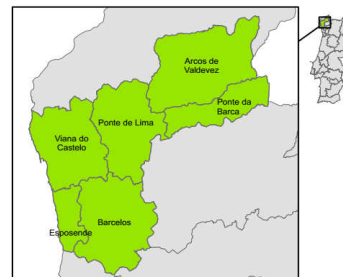 Arcos de
Valdevez
Ponte da
Barca
Ponte de Lima
Viana do
Castelo
Barcelos
Esposende